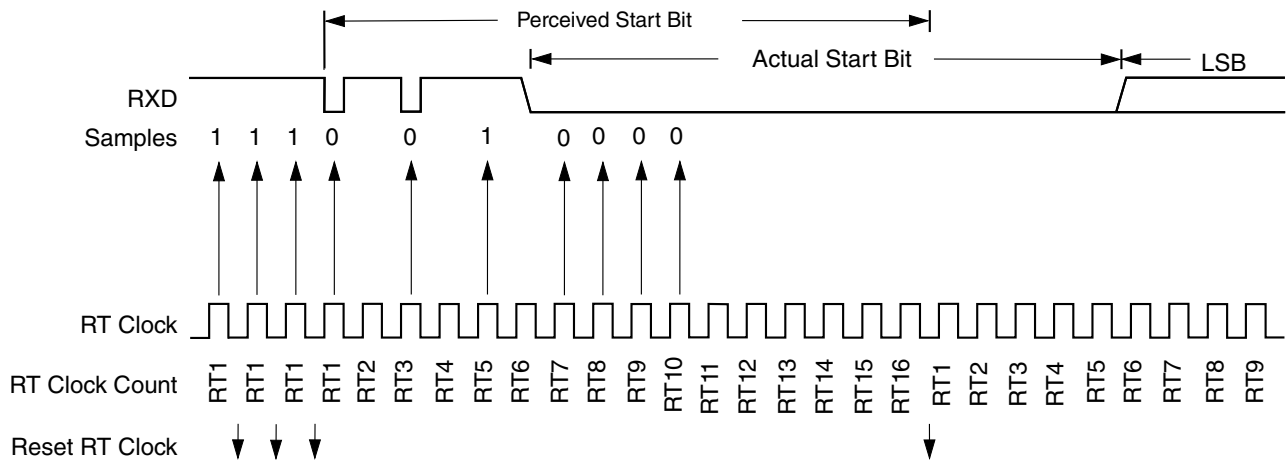 Perceived Start Bit
Actual Start Bit
LSB
RXD
Samples
1 1 1 0 0 1 0 0 0 0
RT Clock
RT Clock Count
RT1 RT1 RT1 RT1 RT2 RT3 RT4 RT5 RT6 RT7 RT8 RT9 RT10 RT11 RT12 RT13 RT14 RT15 RT16 RT1 RT2 RT3 RT4 RT5 RT6 RT7 RT8 RT9
Reset RT Clock